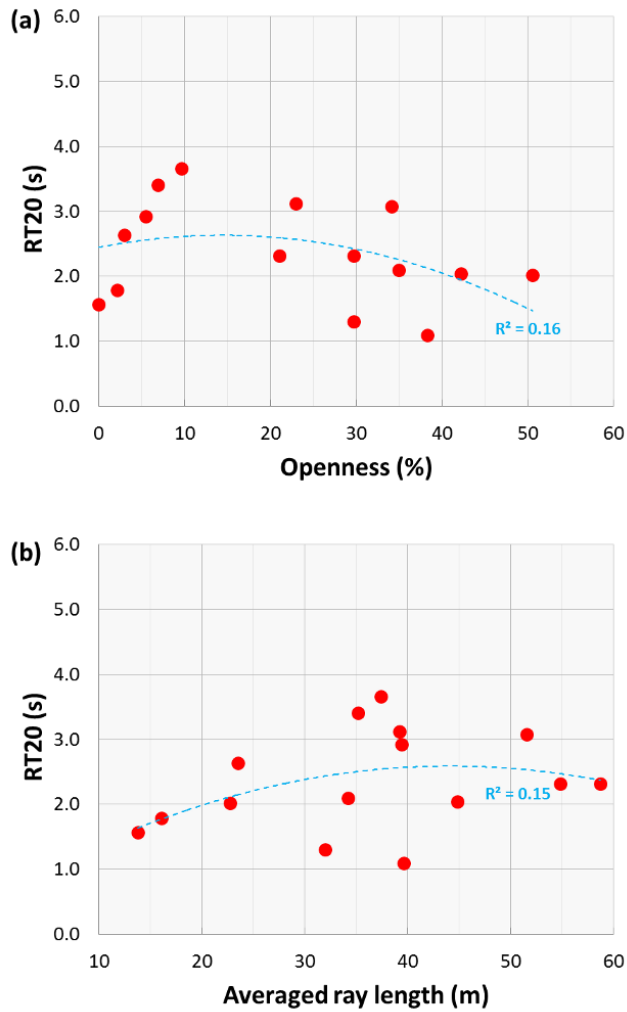 (a)
6.0
5.0
4.0
3.0
2.0
1.0
0.0
RT20 (s)
R² = 0.16
0 10 20 30 40 50 60
Openness (%)
(b)
6.0
5.0
4.0
3.0
2.0
1.0
0.0
RT20 (s)
R² = 0.15
10 20 30 40 50 60
Averaged ray length (m)